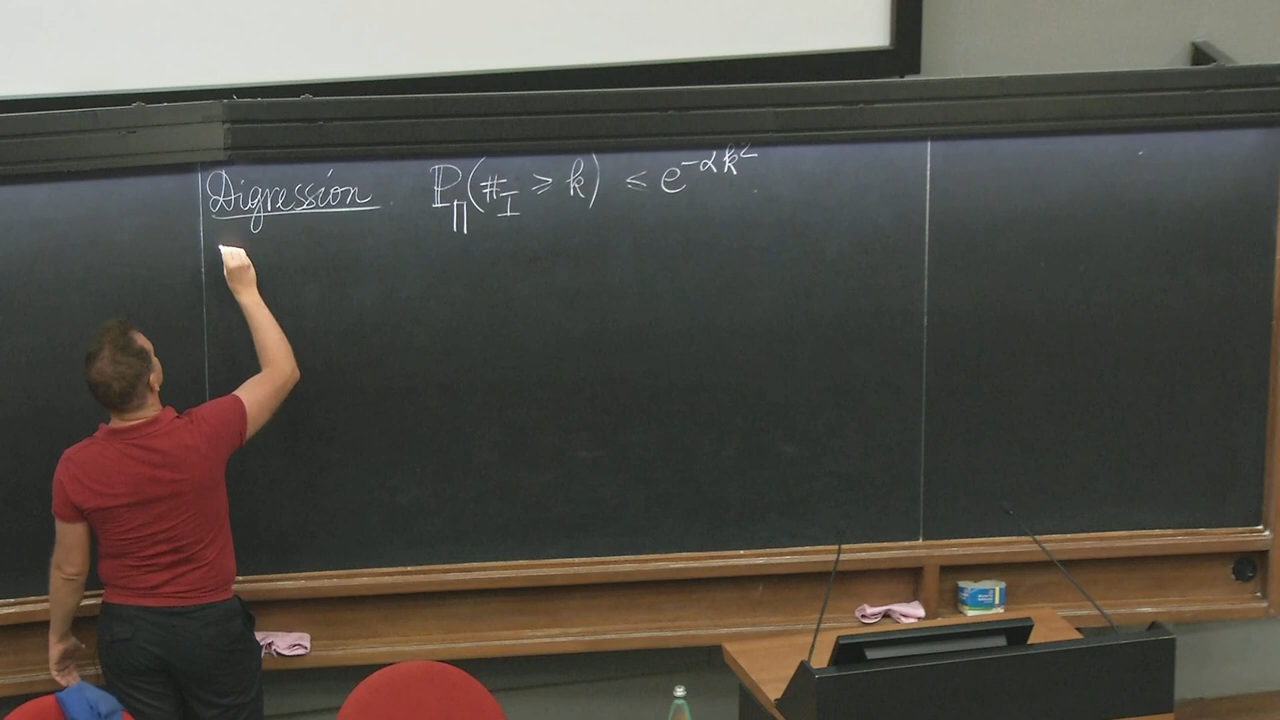 Digression P_Π(#_I ≥ k) ≤ e^{-αk²}